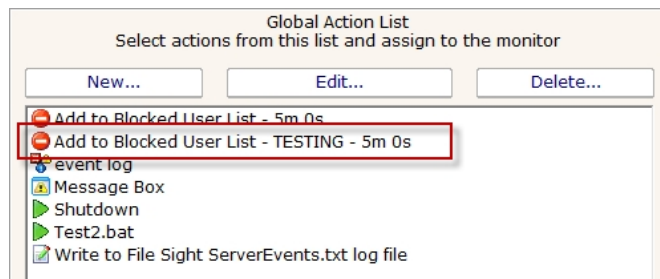 Global Action List
Select actions from this list and assign to the monitor
New... Edit... Delete...
Add to Blocked User List - 5m 0s
Add to Blocked User List - TESTING - 5m 0s
event log
Message Box
Shutdown
Test2.bat
Write to File Sight ServerEvents.txt log file